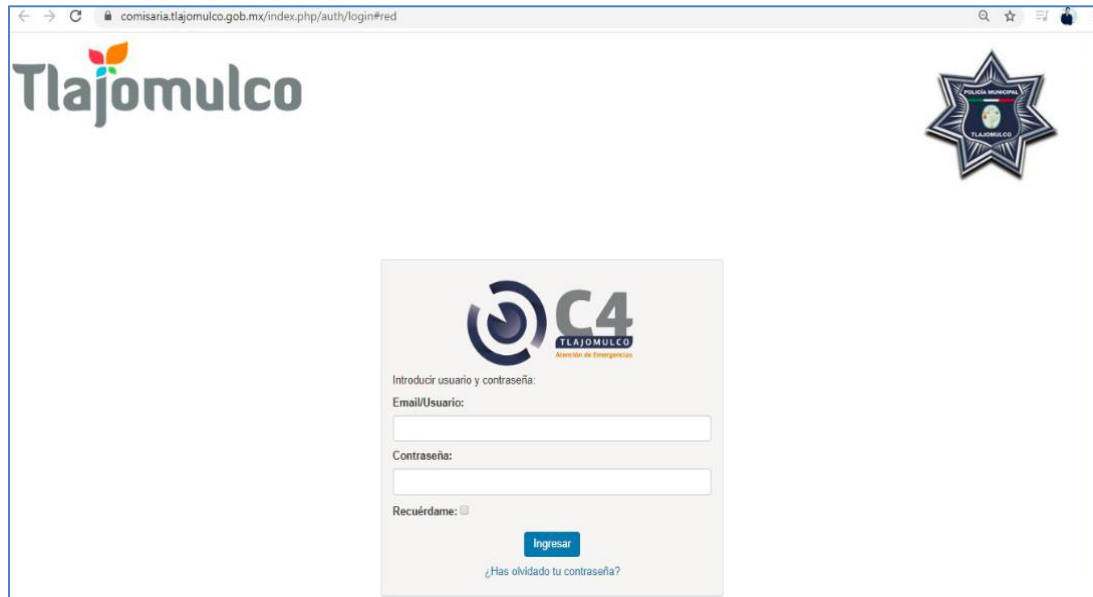 comisaria.tlajomulco.gob.mx/index.php/auth/login#red
Tlajomulco
POLICÍA MUNICIPAL
TLAJOMULCO
C4
TLAJOMULCO
Atención de Emergencias
Introducir usuario y contraseña:
Email/Usuario:
Contraseña:
Recuérdame:
Ingresar
¿Has olvidado tu contraseña?